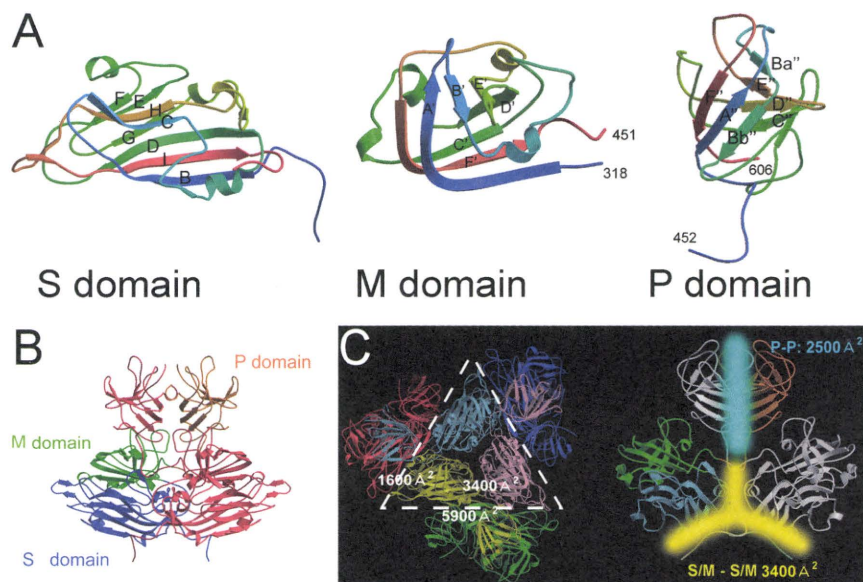 A
F E' H C G D I B
A' B' E' D' C" F' 451 318
Ba" E" D" C" F" A" Bb" 606 452
S domain
M domain
P domain
B
P domain
M domain
S domain
C
1600 Å²
3400 Å²
5900 Å²
P-P: 2500 Å²
S/M - S/M 3400 Å²